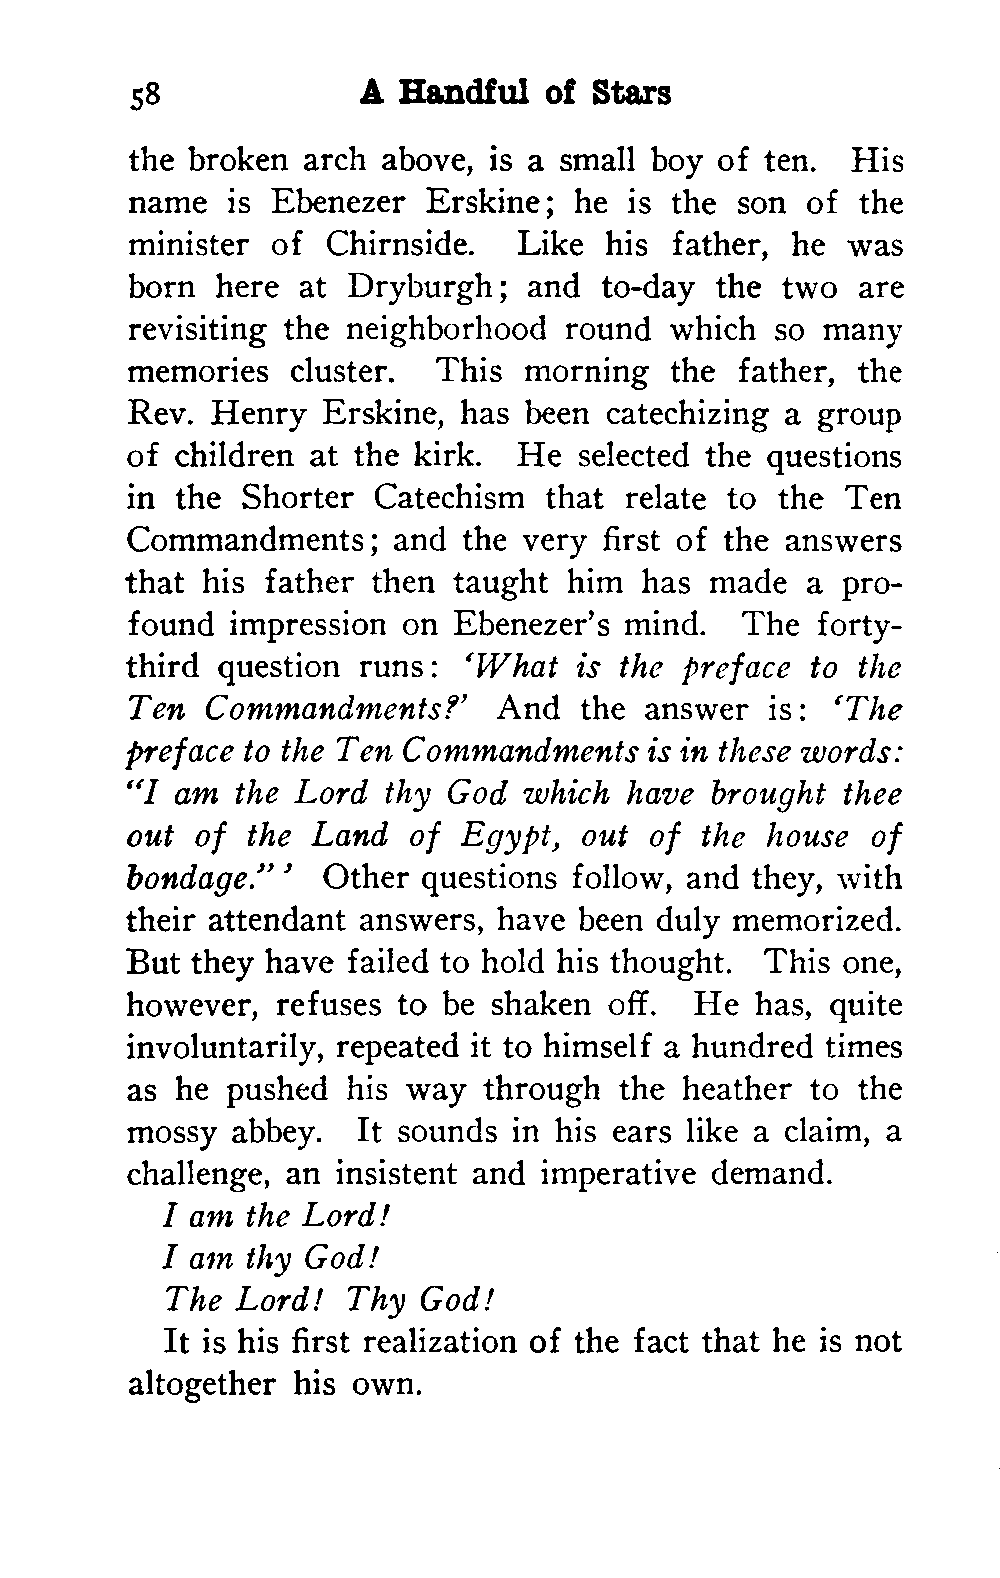 58 A Handful of Stars
the broken arch above, is a small boy of ten. His
name is Ebenezer Erskine; he is the son of the
minister of Chirnside. Like his father, he was
born here at Dryburgh; and to-day the two are
revisiting the neighborhood round which so many
memories cluster. This morning the father, the
Rev. Henry Erskine, has been catechizing a group
of children at the kirk. He selected the questions
in the Shorter Catechism that relate to the Ten
Commandments; and the very first of the answers
that his father then taught him has made a pro-
found impression on Ebenezer's mind. The forty-
third question runs: ‘What is the preface to the
Ten Commandments?’ And the answer is: ‘The
preface to the Ten Commandments is in these words:
“I am the Lord thy God which have brought thee
out of the Land of Egypt, out of the house of
bondage.” ’ Other questions follow, and they, with
their attendant answers, have been duly memorized.
But they have failed to hold his thought. This one,
however, refuses to be shaken off. He has, quite
involuntarily, repeated it to himself a hundred times
as he pushed his way through the heather to the
mossy abbey. It sounds in his ears like a claim, a
challenge, an insistent and imperative demand.
I am the Lord!
I am thy God!
The Lord! Thy God!
It is his first realization of the fact that he is not
altogether his own.